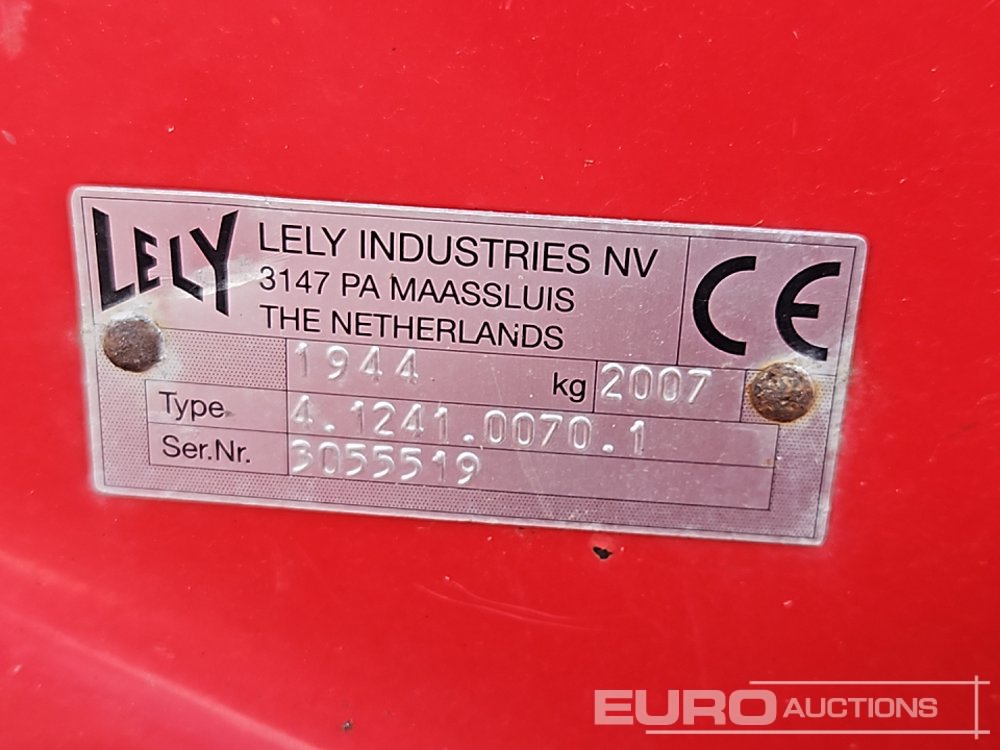 LELY
LELY INDUSTRIES NV
3147 PA MAASSLUIS
THE NETHERLANDS
CE
1944 kg 2007
Type 4.1241.0070.1
Ser.Nr. 3055519
EURO AUCTIONS